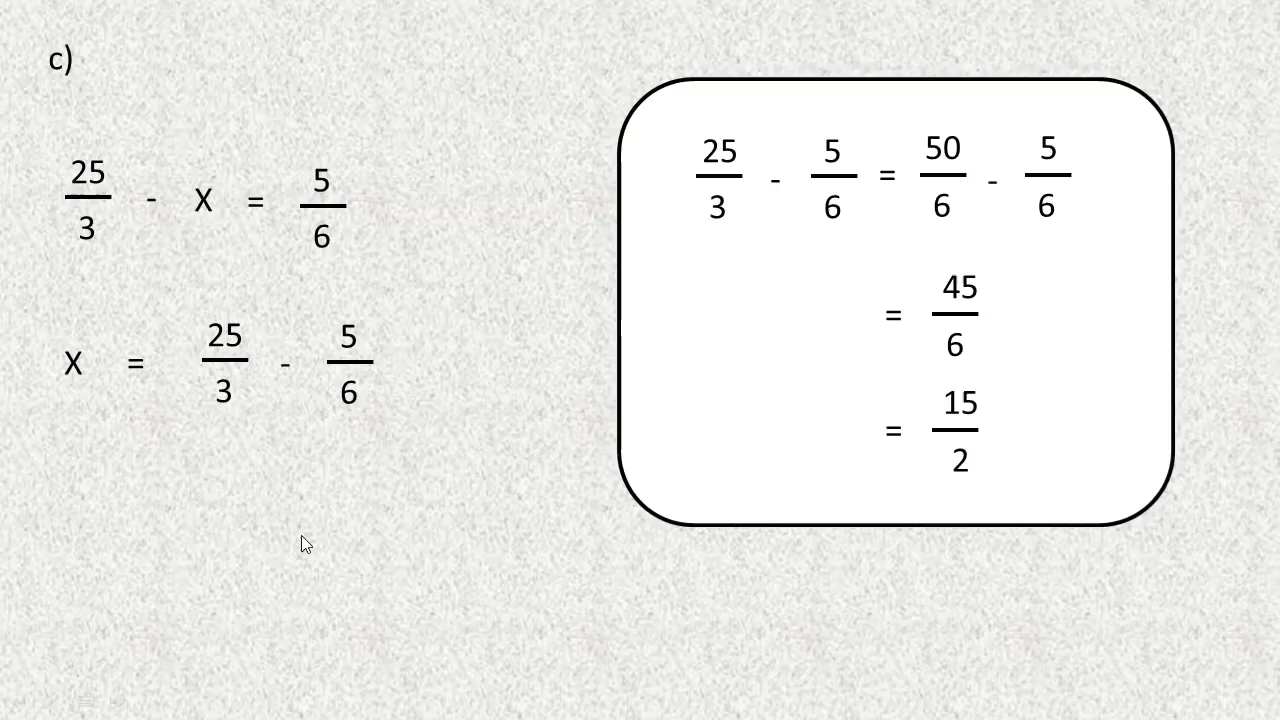 c)
25/3 - X = 5/6
X = 25/3 - 5/6
25/3 - 5/6 = 50/6 - 5/6
= 45/6
= 15/2